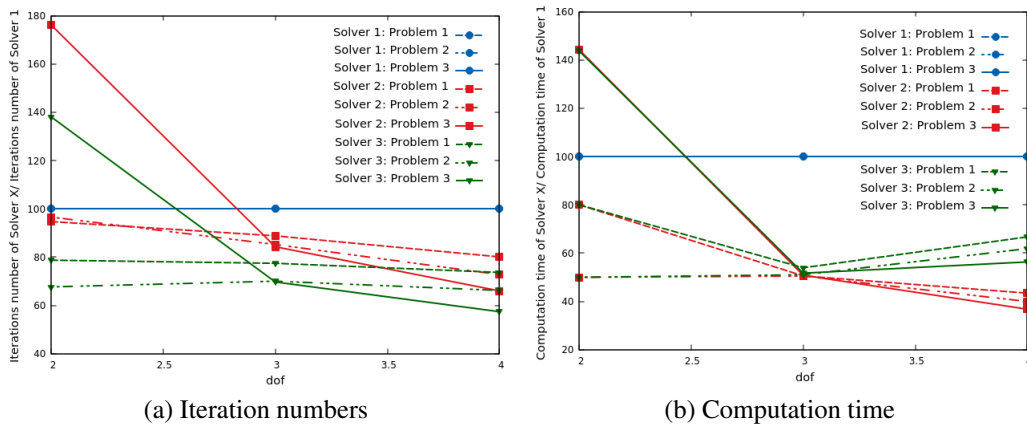 Iterations number of Solver X/ Iterations number of Solver 1
180
160
140
120
100
80
60
40
2
2.5
3
3.5
4
dof
Solver 1: Problem 1
Solver 1: Problem 2
Solver 1: Problem 3
Solver 2: Problem 1
Solver 2: Problem 2
Solver 2: Problem 3
Solver 3: Problem 1
Solver 3: Problem 2
Solver 3: Problem 3
(a) Iteration numbers
Computation time of Solver X/ Computation time of Solver 1
160
140
120
100
80
60
40
20
2
2.5
3
3.5
4
dof
Solver 1: Problem 1
Solver 1: Problem 2
Solver 1: Problem 3
Solver 2: Problem 1
Solver 2: Problem 2
Solver 2: Problem 3
Solver 3: Problem 1
Solver 3: Problem 2
Solver 3: Problem 3
(b) Computation time